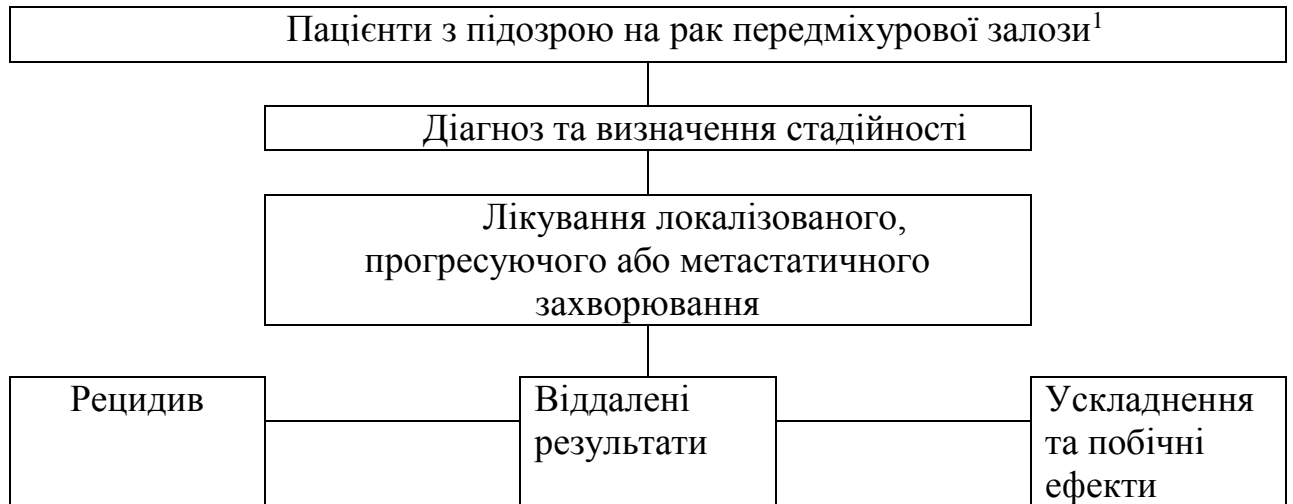 Пацієнти з підозрою на рак передміхурової залози¹
Діагноз та визначення стадійності
Лікування локалізованого,
прогресуючого або метастатичного
захворювання
Рецидив
Віддалені
результати
Ускладнення
та побічні
ефекти